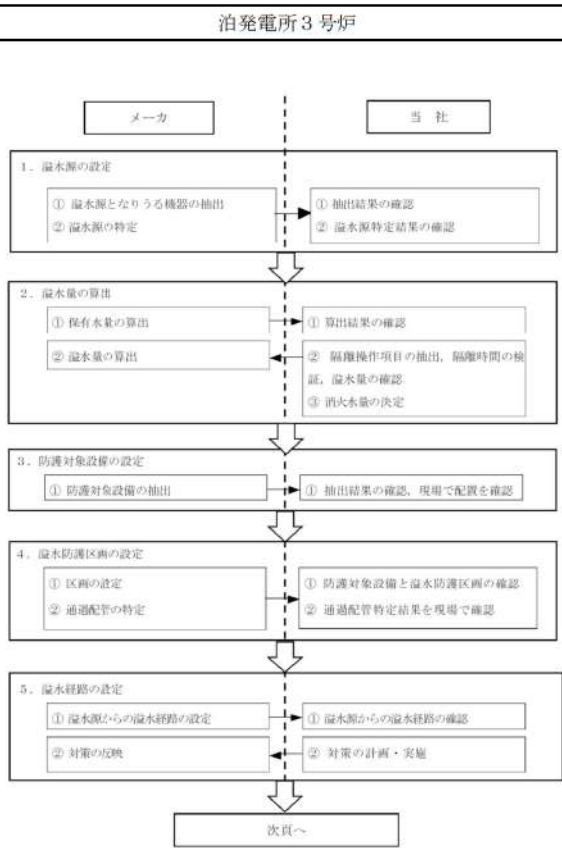 泊発電所３号炉
メーカ
当　社
1．溢水源の設定
① 溢水源となりうる機器の抽出
② 溢水源の特定
① 抽出結果の確認
② 溢水源特定結果の確認
2．溢水量の算出
① 保有水量の算出
① 算出結果の確認
② 溢水量の算出
② 隔離操作項目の抽出，隔離時間の検
証，溢水量の確認
③ 消火水量の決定
3．防護対象設備の設定
① 防護対象設備の抽出
① 抽出結果の確認，現場で配置を確認
4．溢水防護区画の設定
① 区画の設定
② 通過配管の特定
① 防護対象設備と溢水防護区画の確認
② 通過配管特定結果を現場で確認
5．溢水経路の設定
① 溢水源からの溢水経路の設定
① 溢水源からの溢水経路の確認
② 対策の反映
② 対策の計画・実施
次頁へ